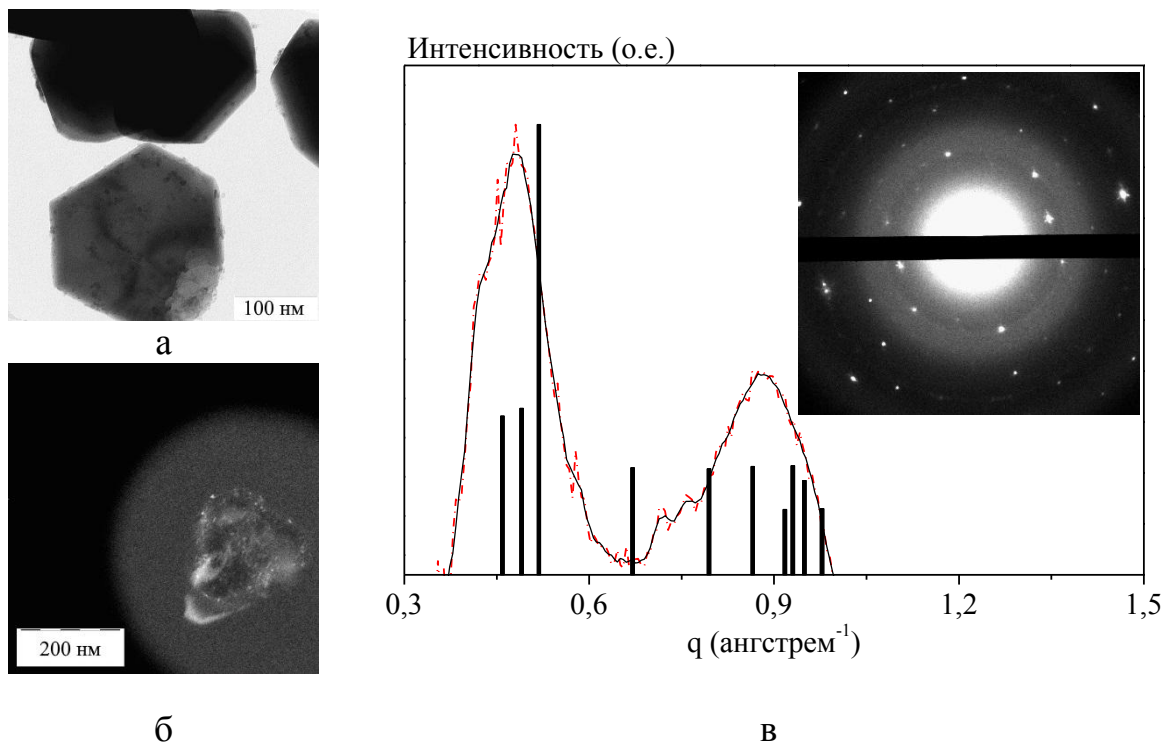 100 нм
а
200 нм
б
Интенсивность (о.е.)
0,3 0,6 0,9 1,2 1,5
q (ангстрем⁻¹)
в